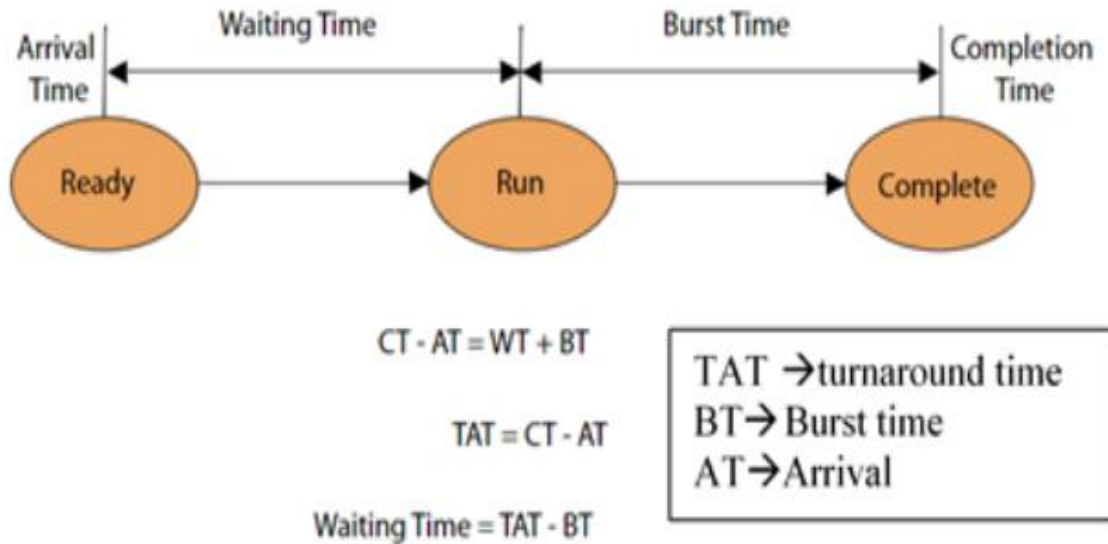 Waiting Time
Burst Time
Arrival
Time
Completion
Time
Ready
Run
Complete
CT - AT = WT + BT
TAT = CT - AT
Waiting Time = TAT - BT
TAT →turnaround time
BT→ Burst time
AT→Arrival